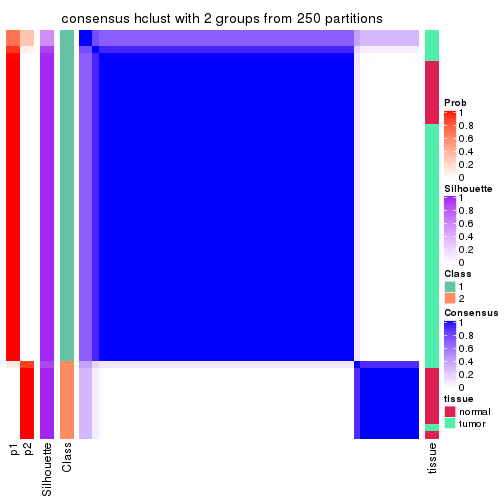 consensus hclust with 2 groups from 250 partitions
Prob
1
0.8
0.6
0.4
0.2
0
Silhouette
1
0.8
0.6
0.4
0.2
0
Class
1
2
Consensus
1
0.8
0.6
0.4
0.2
0
tissue
normal
tumor
p1
p2
Silhouette
Class
tissue